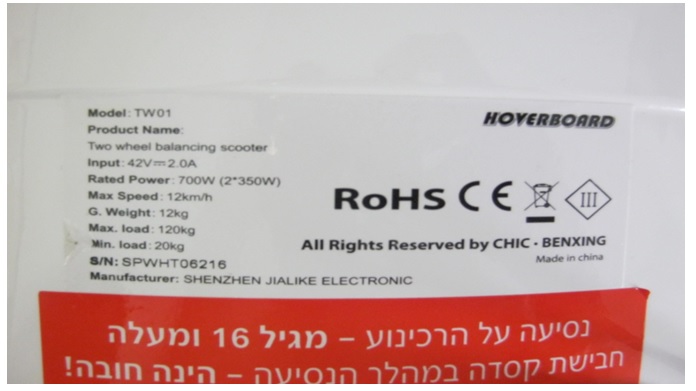 Model: TW01
Product Name:
Two wheel balancing scooter
Input: 42V⎓2.0A
Rated Power: 700W (2*350W)
Max Speed: 12km/h
G. Weight: 12kg
Max. load: 120kg
Min. load: 20kg
S/N: SPWHT06216
Manufacturer: SHENZHEN JIALIKE ELECTRONIC
HOVERBOARD
RoHS CE III
All Rights Reserved by CHIC - BENXING
Made in china
נסיעה על הרכינוע – מגיל 16 ומעלה
חבישת קסדה במהלך הנסיעה – הינה חובה!